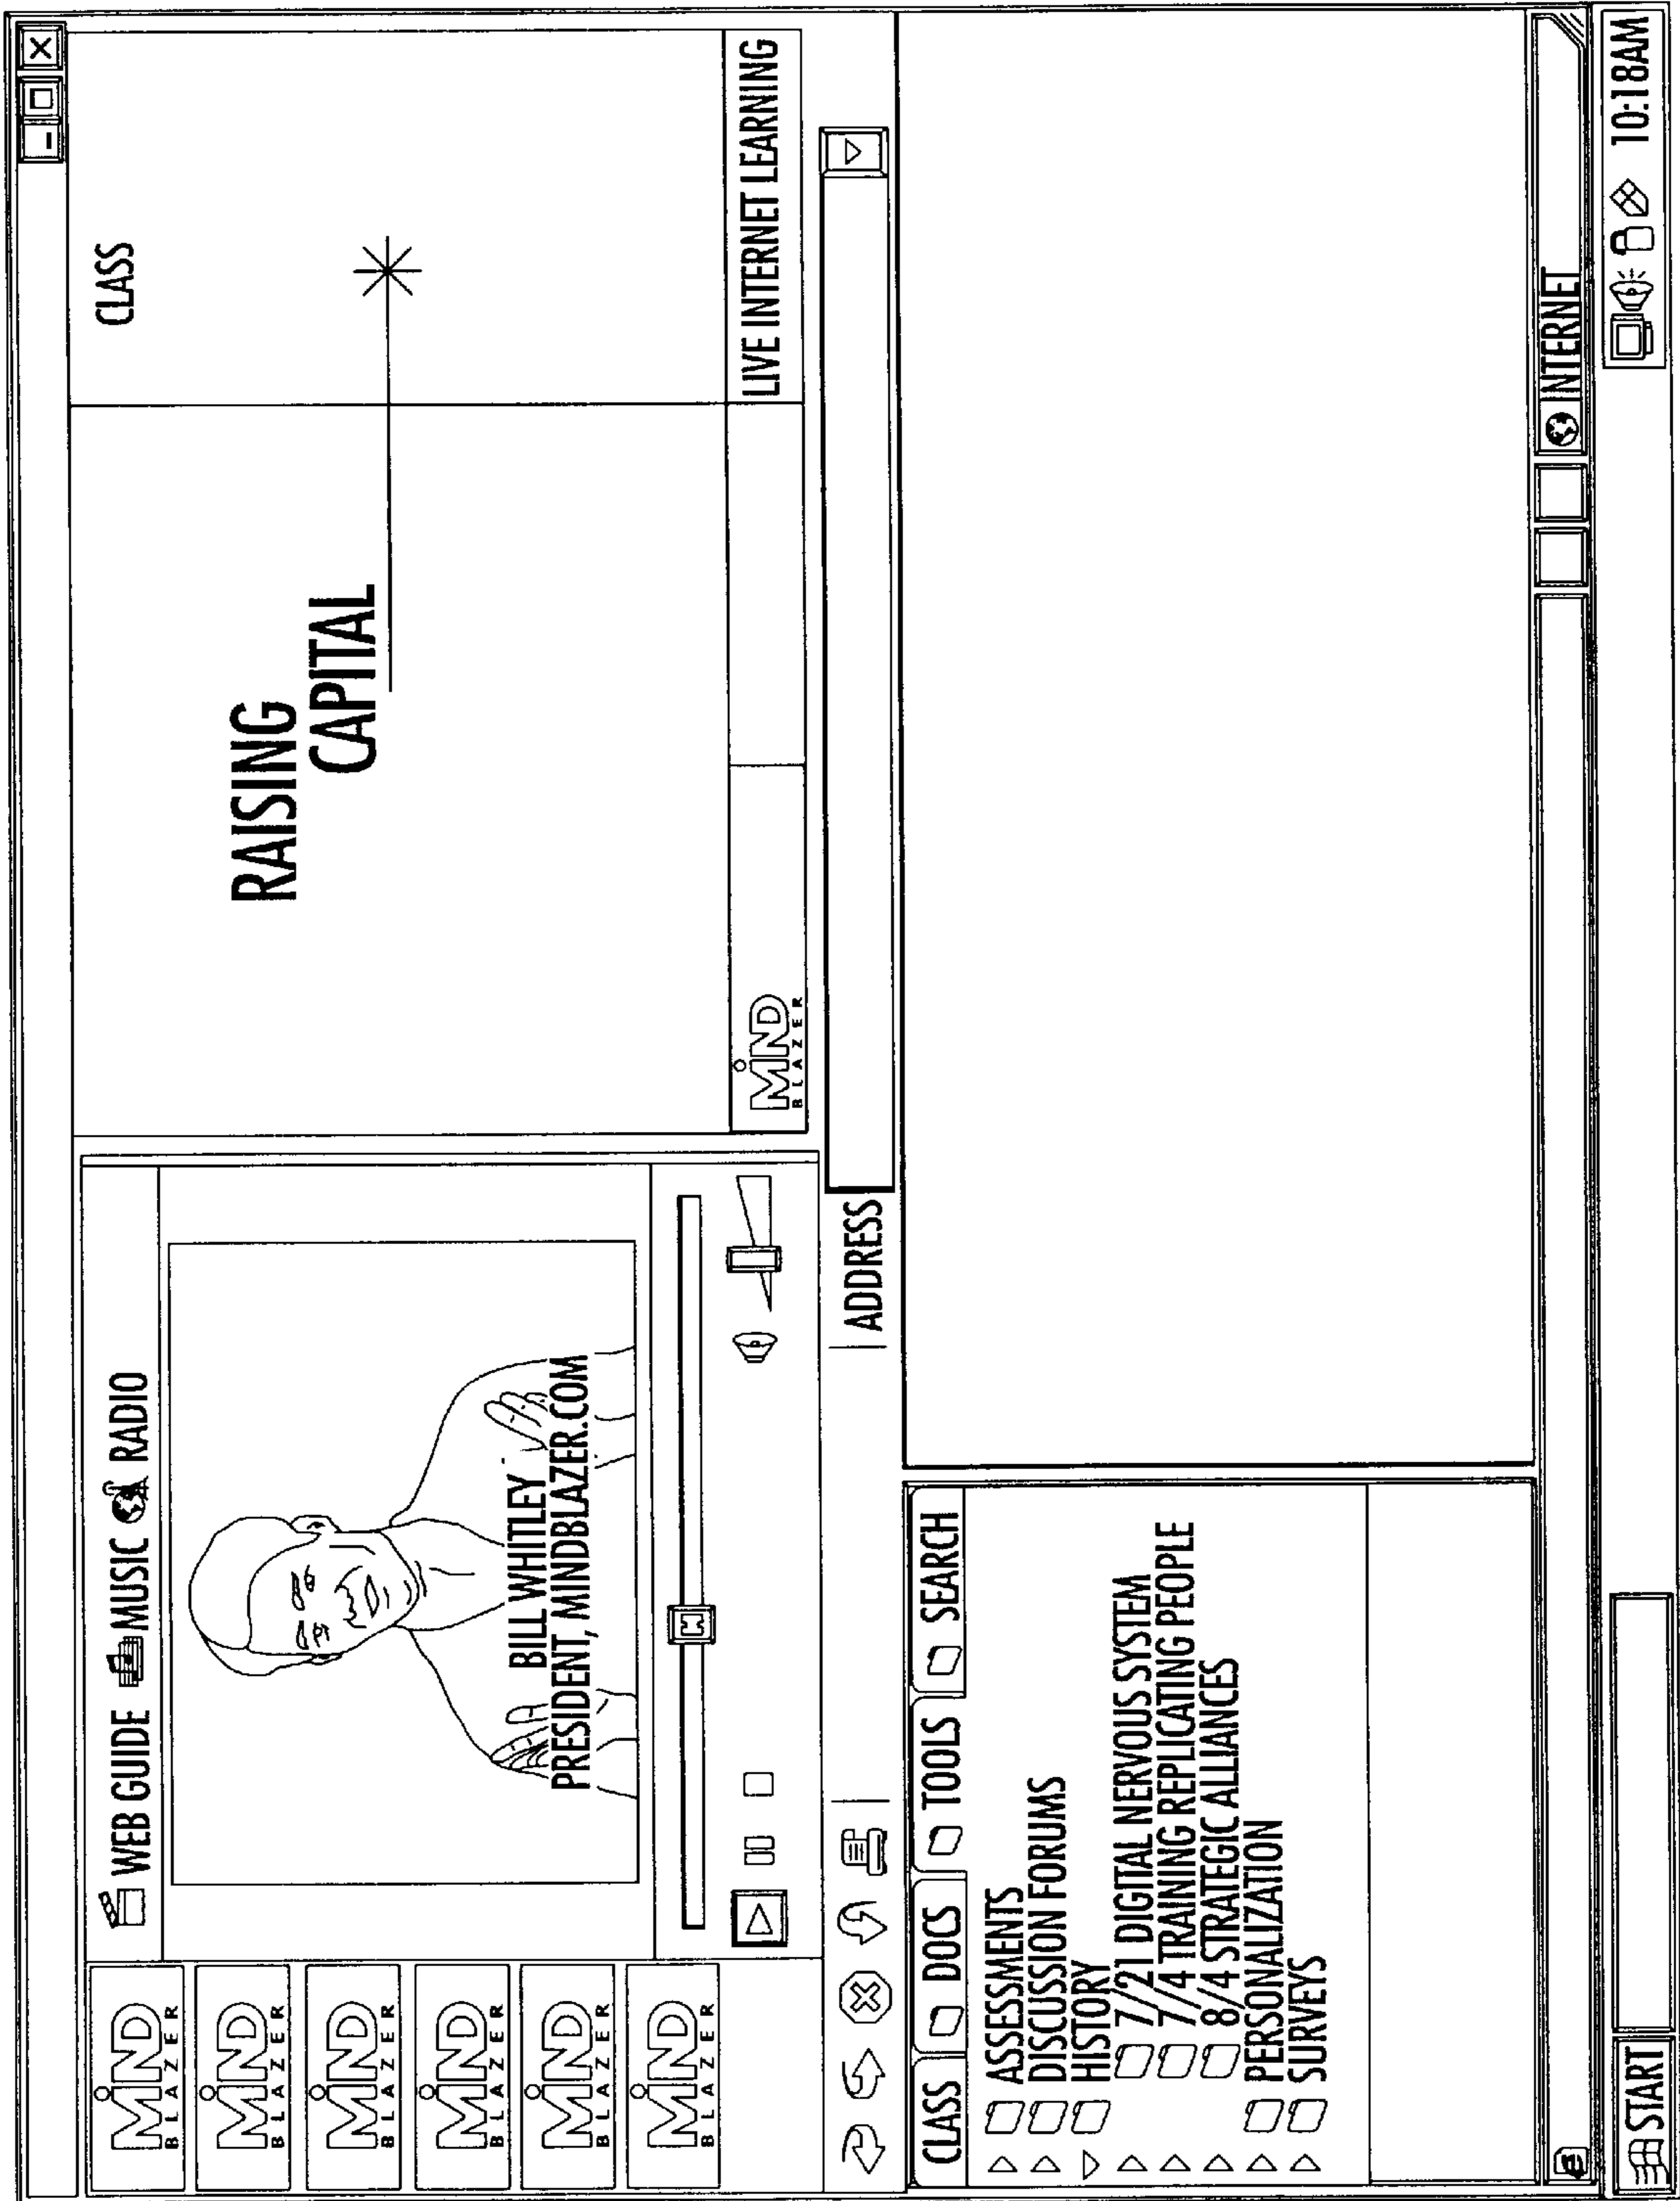 MIND
BLAZER
MIND
BLAZER
MIND
BLAZER
MIND
BLAZER
MIND
BLAZER
MIND
BLAZER
WEB GUIDE MUSIC RADIO
BILL WHITLEY
PRESIDENT, MINDBLAZER.COM
CLASS
RAISING
CAPITAL
MIND
BLAZER
LIVE INTERNET LEARNING
ADDRESS
CLASS DOCS TOOLS SEARCH
ASSESSMENTS
DISCUSSION FORUMS
HISTORY
7/21 DIGITAL NERVOUS SYSTEM
7/4 TRAINING REPLICATING PEOPLE
8/4 STRATEGIC ALLIANCES
PERSONALIZATION
SURVEYS
INTERNET
START
10:18AM